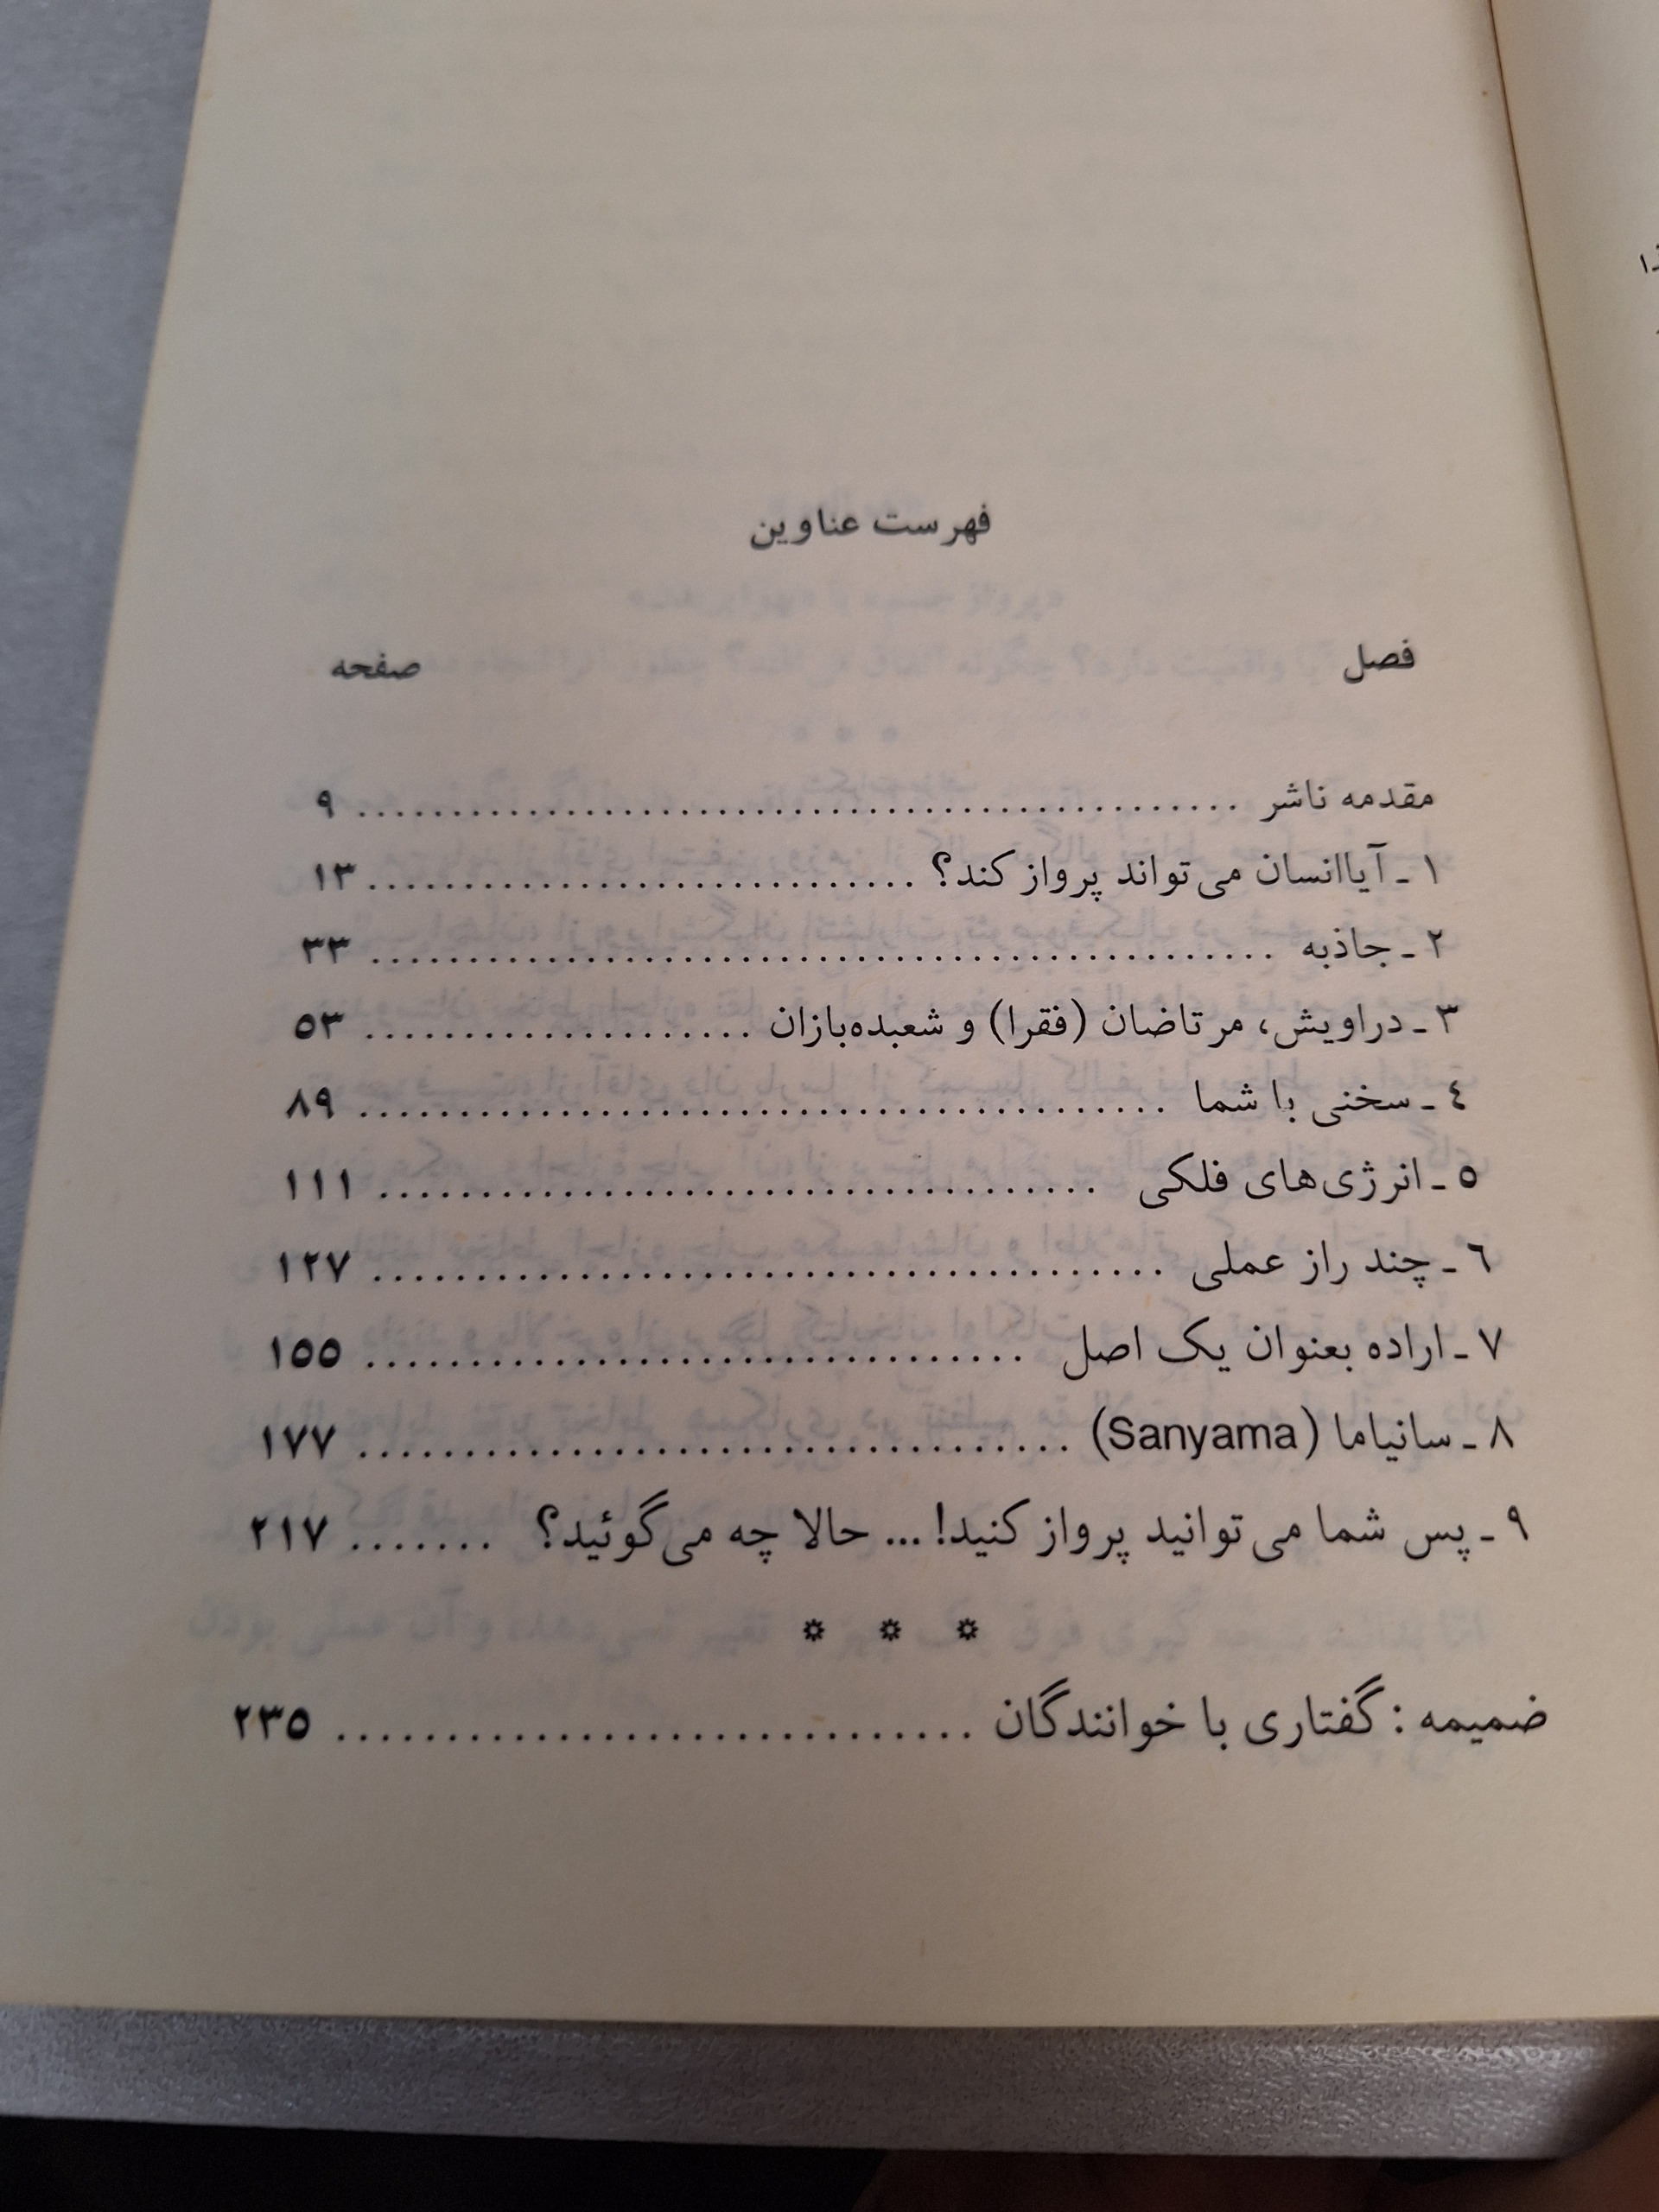 فهرست عناوین
فصل صفحه
مقدمه ناشر ........................................ ۹
۱ ـ آیاانسان می‌تواند پرواز کند؟ ............................ ۱۳
۲ ـ جاذبه ........................................ ۳۳
۳ ـ دراویش، مرتاضان (فقرا) و شعبده‌بازان .................... ۵۳
٤ ـ سخنی با شما ........................................ ۸۹
۵ ـ انرژی‌های فلکی .................................... ۱۱۱
٦ ـ چند راز عملی ........................................ ۱۲۷
۷ ـ اراده بعنوان یک اصل ................................ ۱۵۵
۸ ـ سانیاما (Sanyama) .................................... ۱۷۷
۹ ـ پس شما می‌توانید پرواز کنید! ... حالا چه می‌گوئید؟ ....... ۲۱۷
* * *
ضمیمه : گفتاری با خوانندگان .............................. ۲۳۵